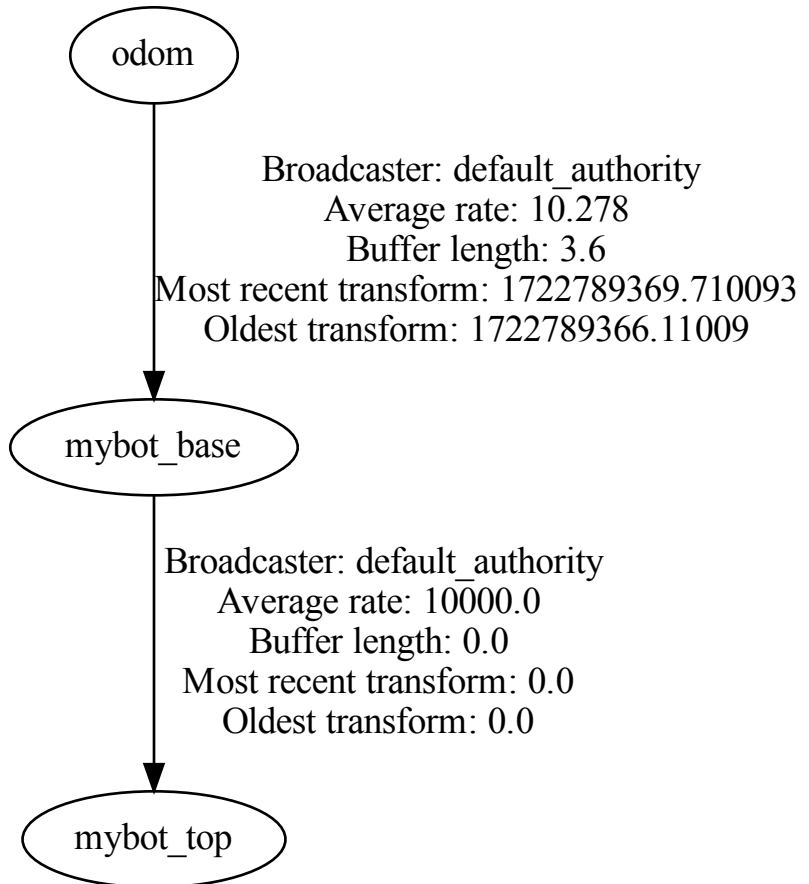 odom
Broadcaster: default_authority
Average rate: 10.278
Buffer length: 3.6
Most recent transform: 1722789369.710093
Oldest transform: 1722789366.11009
mybot_base
Broadcaster: default_authority
Average rate: 10000.0
Buffer length: 0.0
Most recent transform: 0.0
Oldest transform: 0.0
mybot_top